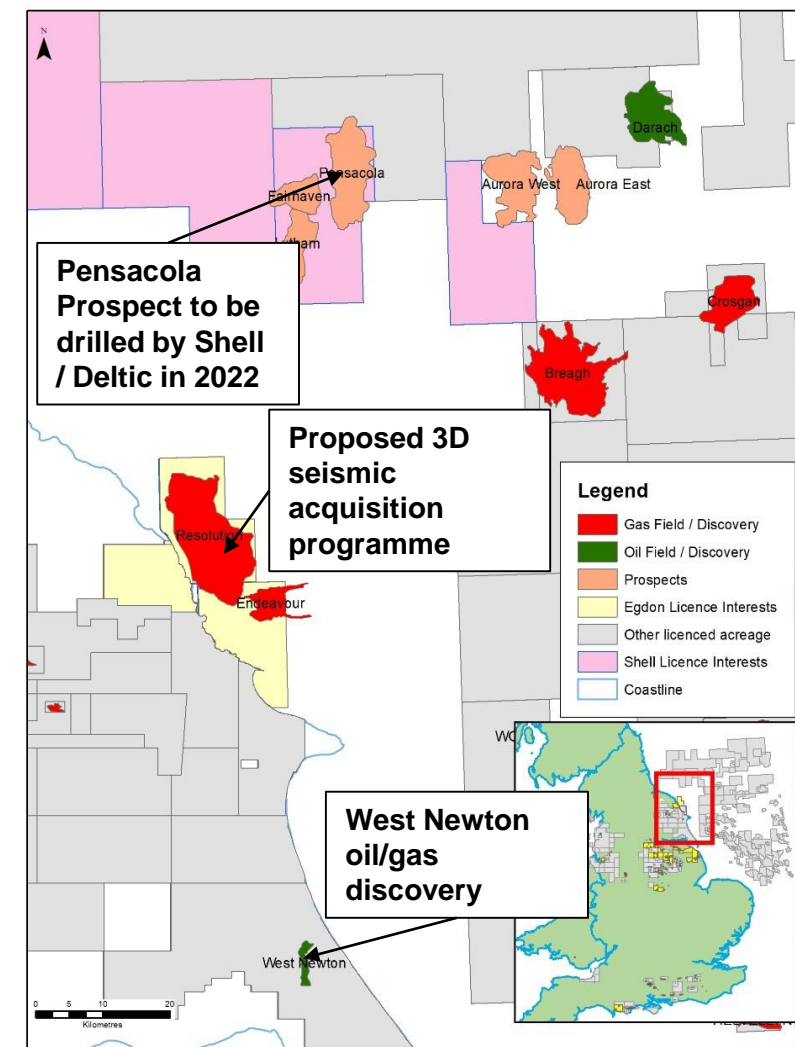 N
Darach
Pensacola
Aurora West
Aurora East
Fairhaven
Pensacola
Prospect to be
drilled by Shell
/ Deltic in 2022
Crosgan
Breagh
Proposed 3D
seismic
acquisition
programme
Resolution
Endeavour
Legend
Gas Field / Discovery
Oil Field / Discovery
Prospects
Egdon Licence Interests
Other licenced acreage
Shell Licence Interests
Coastline
West Newton
oil/gas
discovery
West Newton
0 5 10 20
Kilometres